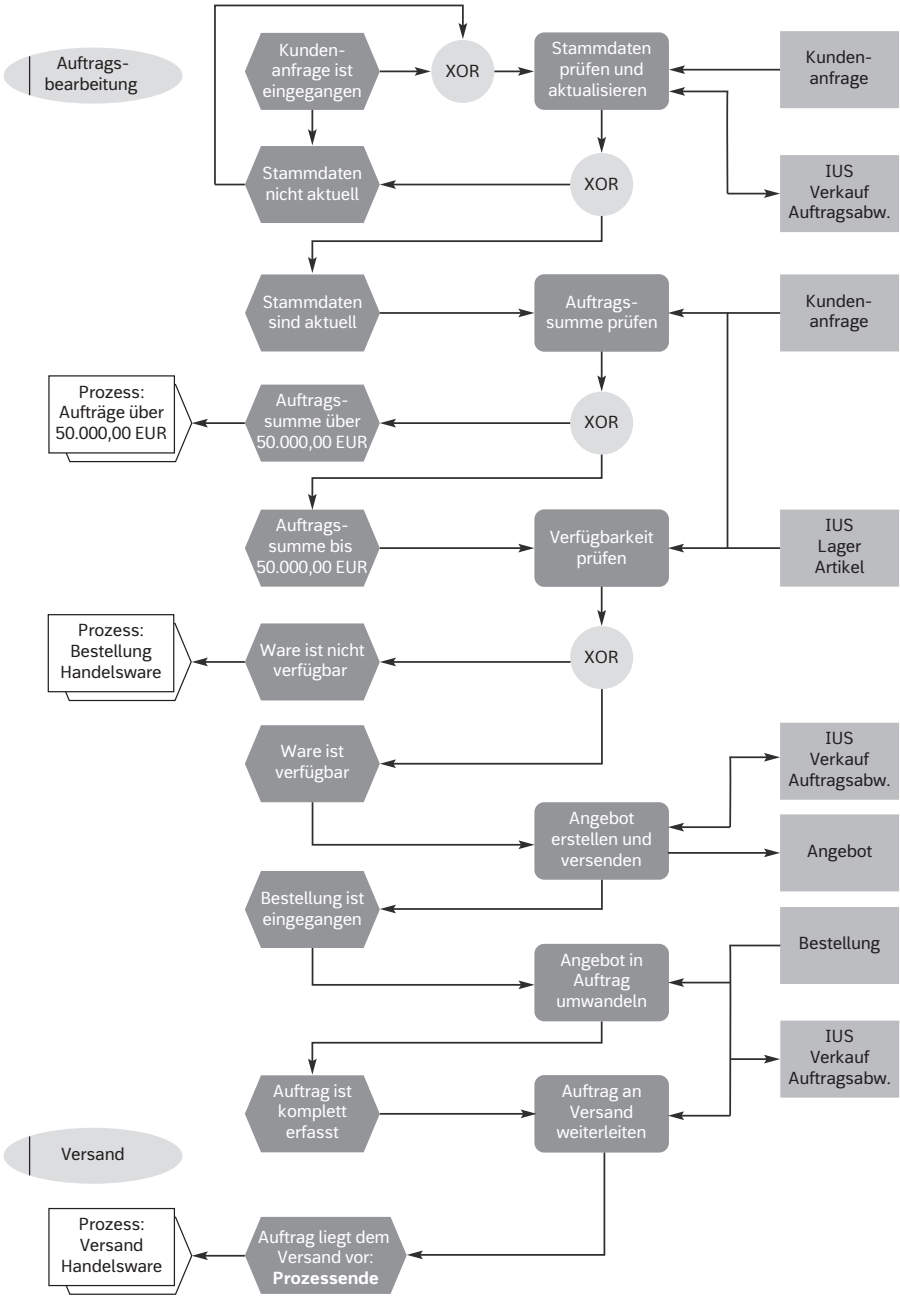 Auftrags-
bearbeitung
Kunden-
anfrage ist
eingegangen
XOR
Stammdaten
prüfen und
aktualisieren
Kunden-
anfrage
Stammdaten
nicht aktuell
XOR
IUS
Verkauf
Auftragsabw.
Stammdaten
sind aktuell
Auftrags-
summe prüfen
Kunden-
anfrage
Prozess:
Aufträge über
50.000,00 EUR
Auftrags-
summe über
50.000,00 EUR
XOR
Auftrags-
summe bis
50.000,00 EUR
Verfügbarkeit
prüfen
IUS
Lager
Artikel
Prozess:
Bestellung
Handelsware
Ware ist nicht
verfügbar
XOR
Ware ist
verfügbar
IUS
Verkauf
Auftragsabw.
Angebot
erstellen und
versenden
Angebot
Bestellung ist
eingegangen
Bestellung
Angebot in
Auftrag
umwandeln
IUS
Verkauf
Auftragsabw.
Auftrag ist
komplett
erfasst
Auftrag an
Versand
weiterleiten
Versand
Prozess:
Versand
Handelsware
Auftrag liegt dem
Versand vor:
Prozessende